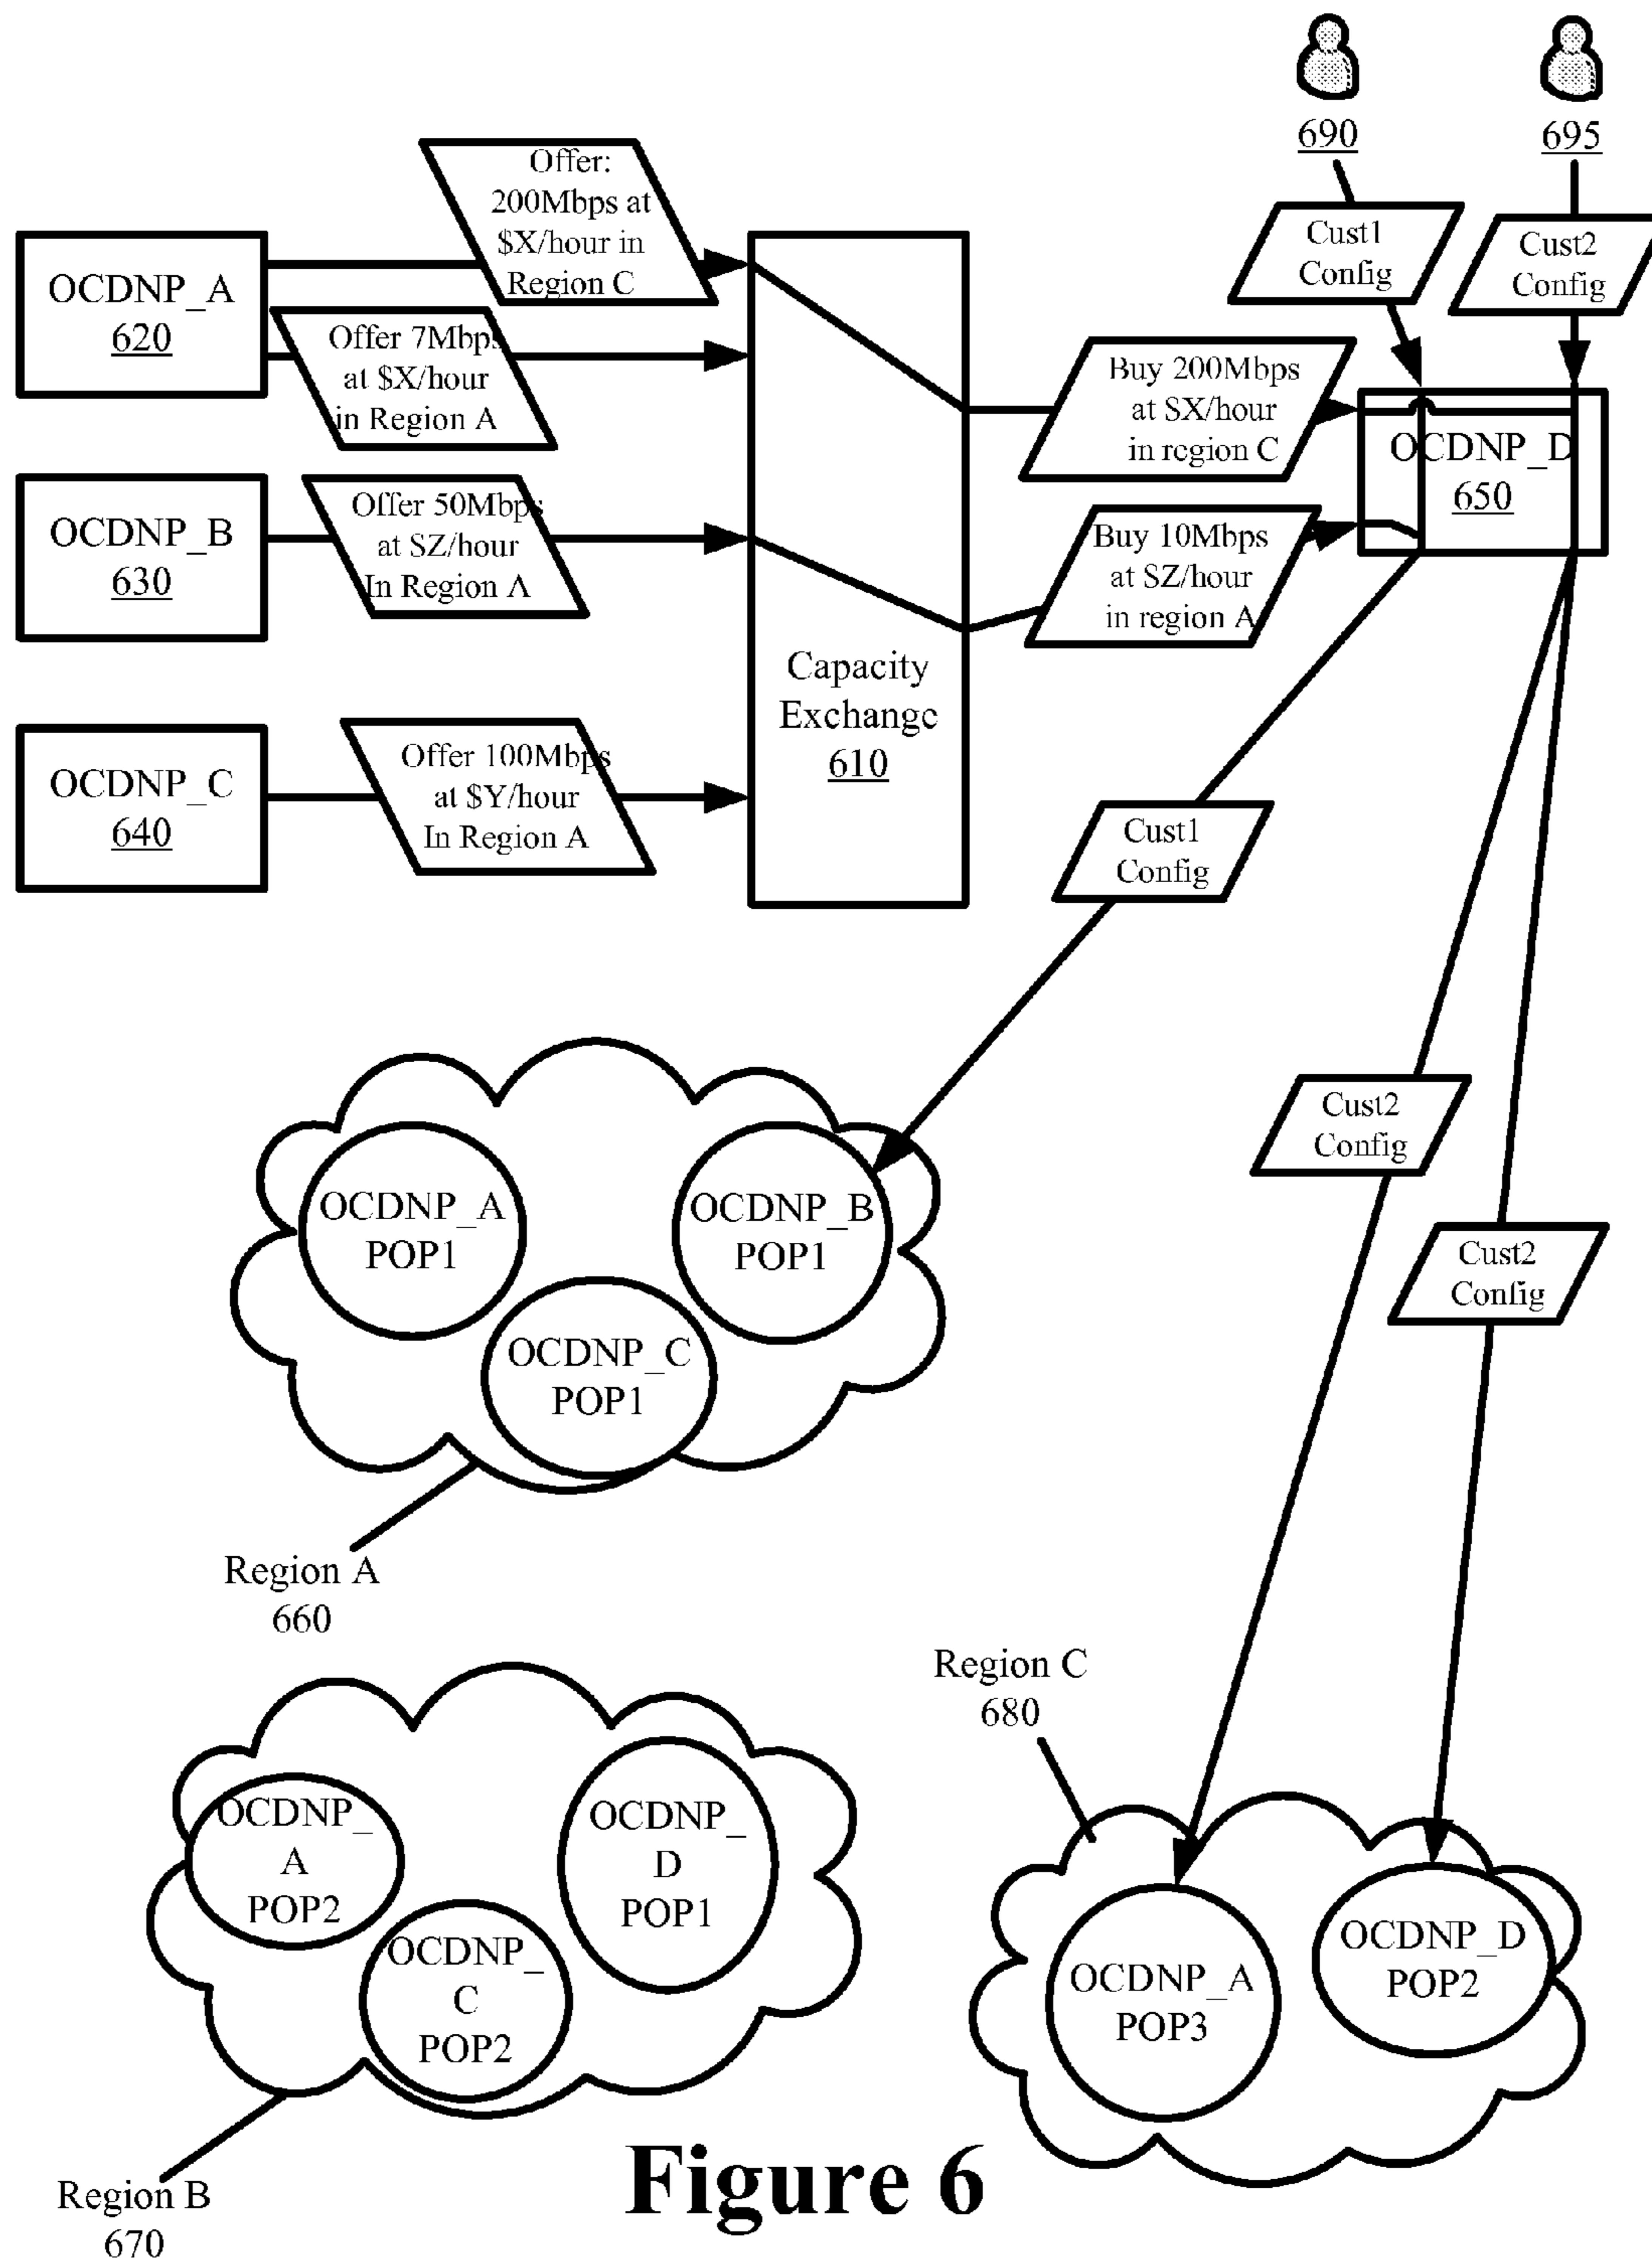 690
695
Offer:
200Mbps at
$X/hour in
Region C
Cust1
Config
Cust2
Config
OCDNP_A
620
Offer 7Mbps
at $X/hour
in Region A
Buy 200Mbps
at SX/hour
in region C
OCDNP_D
650
OCDNP_B
630
Offer 50Mbps
at SZ/hour
In Region A
Buy 10Mbps
at SZ/hour
in region A
Capacity
Exchange
610
OCDNP_C
640
Offer 100Mbps
at $Y/hour
In Region A
Cust1
Config
Cust2
Config
Cust2
Config
OCDNP_A
POP1
OCDNP_B
POP1
OCDNP_C
POP1
Region A
660
Region C
680
OCDNP_
A
POP2
OCDNP_
D
POP1
OCDNP_
C
POP2
OCDNP_A
POP3
OCDNP_D
POP2
Region B
670
Figure 6